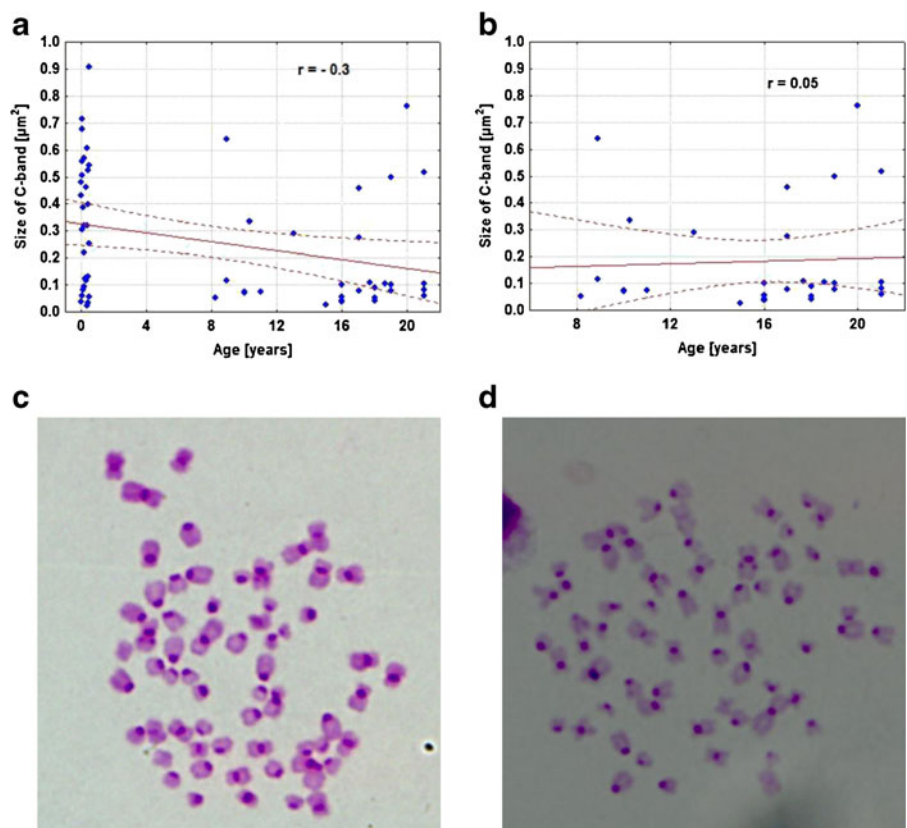 a
r = - 0.3
Size of C-band [µm²]
1.0
0.9
0.8
0.7
0.6
0.5
0.4
0.3
0.2
0.1
0.0
0 4 8 12 16 20
Age [years]
b
r = 0.05
Size of C-band [µm²]
1.0
0.9
0.8
0.7
0.6
0.5
0.4
0.3
0.2
0.1
0.0
8 12 16 20
Age [years]
c
d